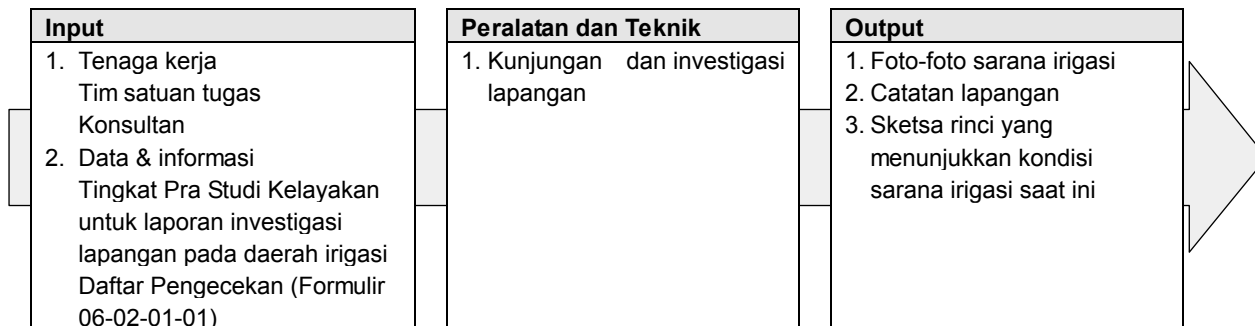 Input
1. Tenaga kerja
Tim satuan tugas
Konsultan
2. Data & informasi
Tingkat Pra Studi Kelayakan
untuk laporan investigasi
lapangan pada daerah irigasi
Daftar Pengecekan (Formulir
06-02-01-01)
Peralatan dan Teknik
1. Kunjungan dan investigasi
lapangan
Output
1. Foto-foto sarana irigasi
2. Catatan lapangan
3. Sketsa rinci yang
menunjukkan kondisi
sarana irigasi saat ini